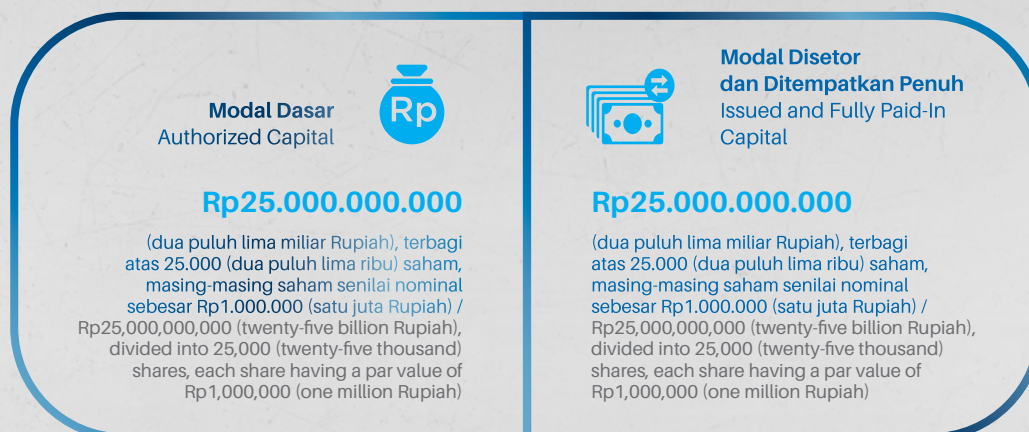 Modal Dasar
Authorized Capital
Rp
Rp25.000.000.000
(dua puluh lima miliar Rupiah), terbagi
atas 25.000 (dua puluh lima ribu) saham,
masing-masing saham senilai nominal
sebesar Rp1.000.000 (satu juta Rupiah) /
Rp25,000,000,000 (twenty-five billion Rupiah),
divided into 25,000 (twenty-five thousand)
shares, each share having a par value of
Rp1,000,000 (one million Rupiah)
Modal Disetor
dan Ditempatkan Penuh
Issued and Fully Paid-In
Capital
Rp25.000.000.000
(dua puluh lima miliar Rupiah), terbagi
atas 25.000 (dua puluh lima ribu) saham,
masing-masing saham senilai nominal
sebesar Rp1.000.000 (satu juta Rupiah) /
Rp25,000,000,000 (twenty-five billion Rupiah),
divided into 25,000 (twenty-five thousand)
shares, each share having a par value of
Rp1,000,000 (one million Rupiah)